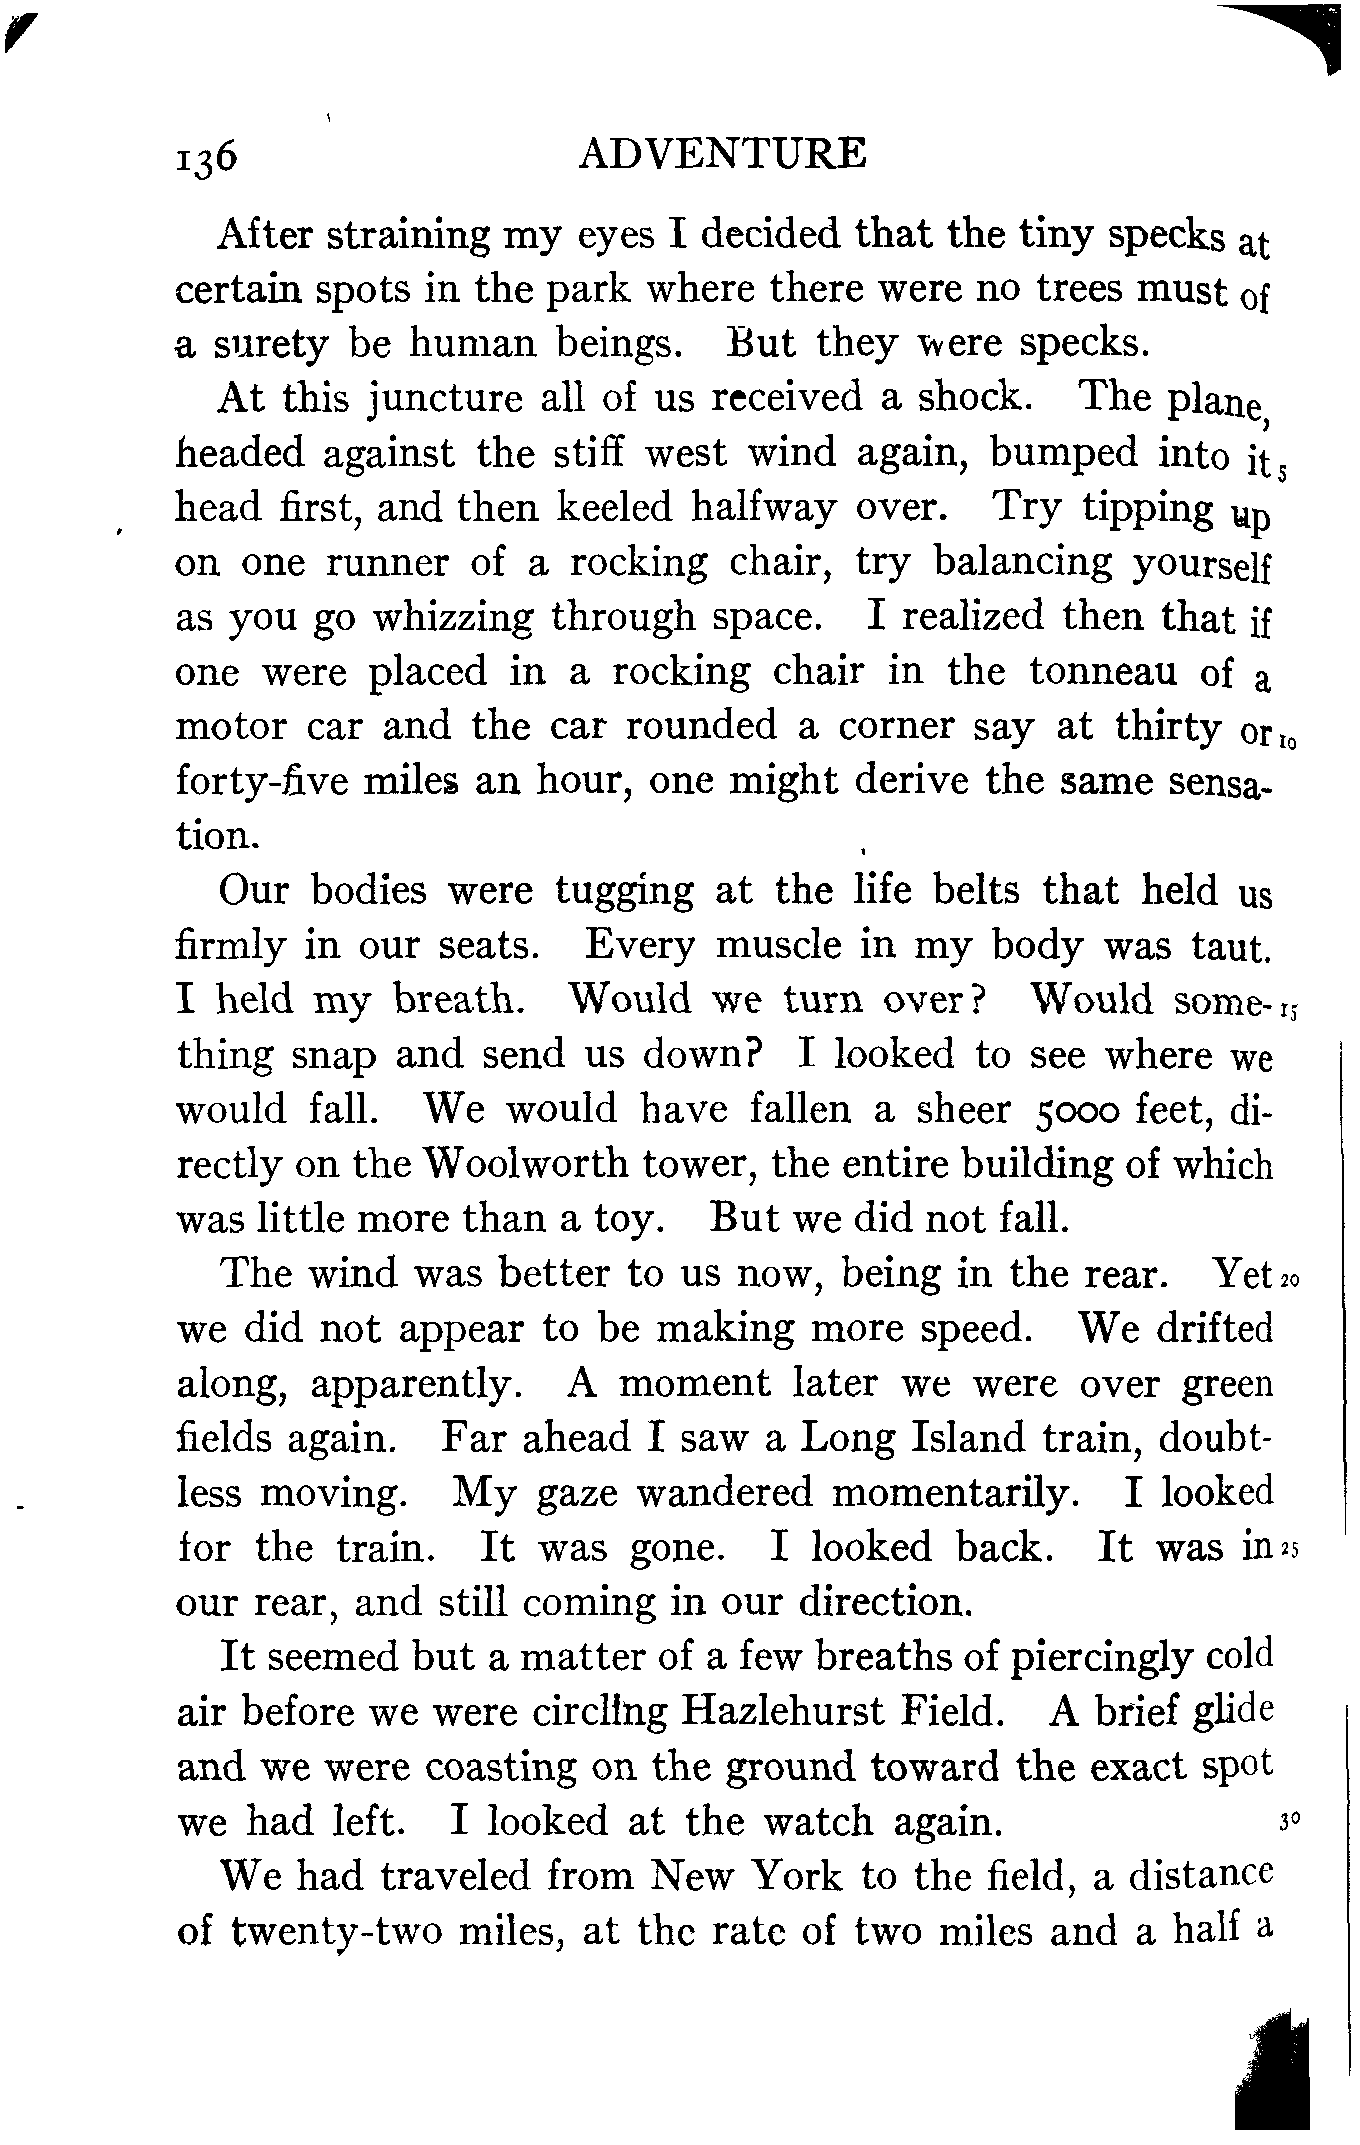 136 ADVENTURE
After straining my eyes I decided that the tiny specks at
certain spots in the park where there were no trees must of
a surety be human beings. But they were specks.
At this juncture all of us received a shock. The plane,
headed against the stiff west wind again, bumped into it 5
head first, and then keeled halfway over. Try tipping up
on one runner of a rocking chair, try balancing yourself
as you go whizzing through space. I realized then that if
one were placed in a rocking chair in the tonneau of a
motor car and the car rounded a corner say at thirty or 10
forty-five miles an hour, one might derive the same sensa-
tion.
Our bodies were tugging at the life belts that held us
firmly in our seats. Every muscle in my body was taut.
I held my breath. Would we turn over? Would some- 15
thing snap and send us down? I looked to see where we
would fall. We would have fallen a sheer 5000 feet, di-
rectly on the Woolworth tower, the entire building of which
was little more than a toy. But we did not fall.
The wind was better to us now, being in the rear. Yet 20
we did not appear to be making more speed. We drifted
along, apparently. A moment later we were over green
fields again. Far ahead I saw a Long Island train, doubt-
less moving. My gaze wandered momentarily. I looked
for the train. It was gone. I looked back. It was in 25
our rear, and still coming in our direction.
It seemed but a matter of a few breaths of piercingly cold
air before we were circling Hazlehurst Field. A brief glide
and we were coasting on the ground toward the exact spot
we had left. I looked at the watch again. 30
We had traveled from New York to the field, a distance
of twenty-two miles, at the rate of two miles and a half a